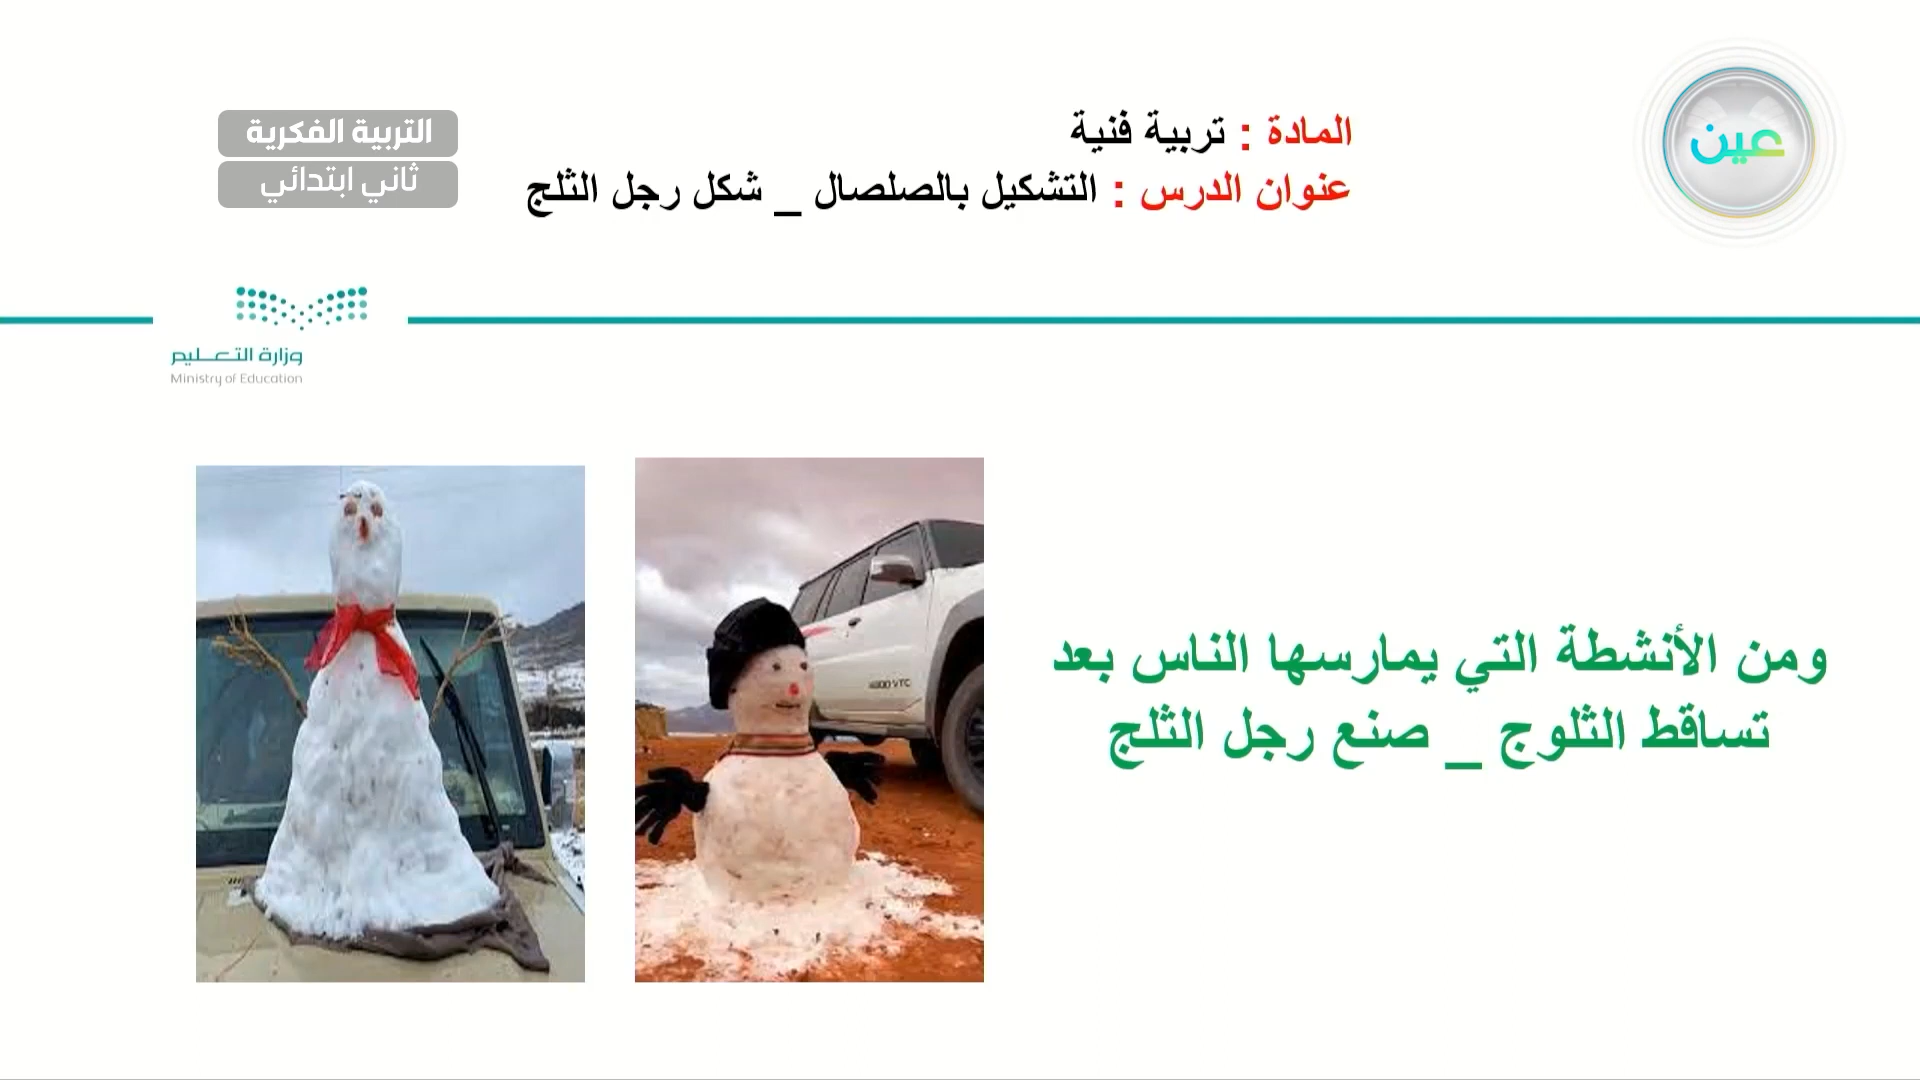 المادة : تربية فنية
عنوان الدرس : التشكيل بالصلصال _ شكل رجل الثلج
عين
التربية الفكرية
ثاني ابتدائي
وزارة التعليم
Ministry of Education
ومن الأنشطة التي يمارسها الناس بعد
تساقط الثلوج _ صنع رجل الثلج